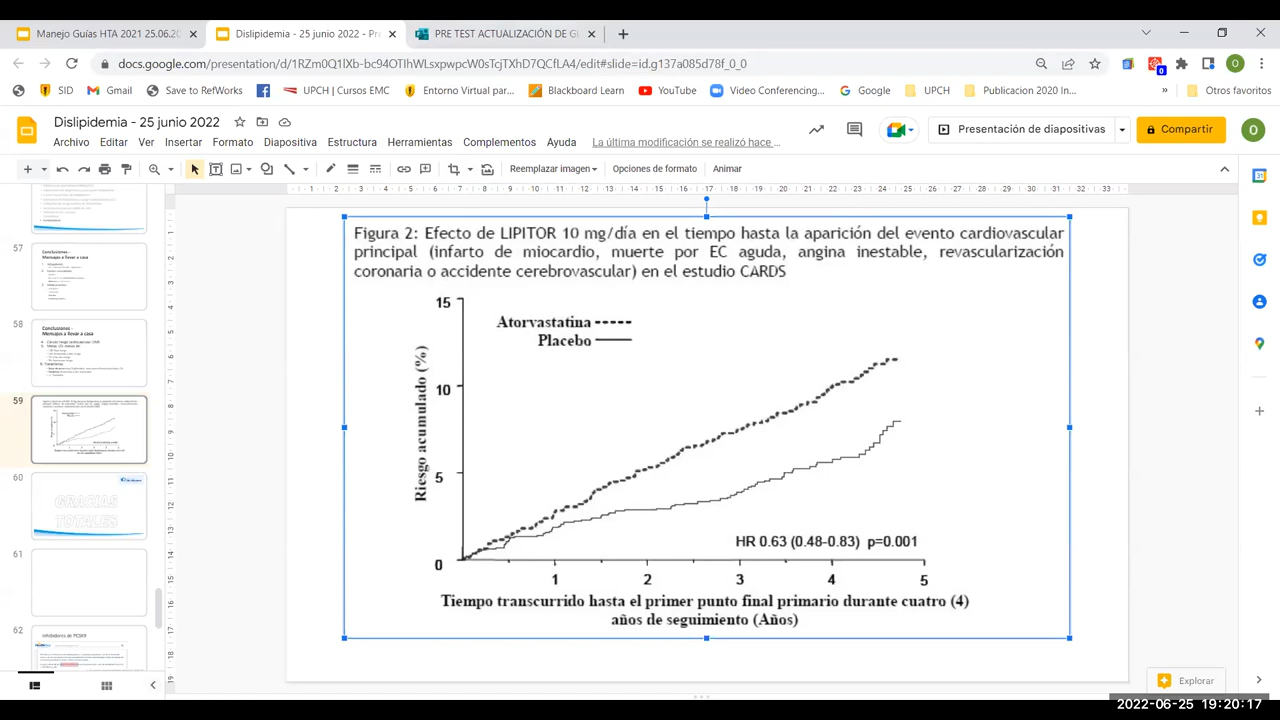 Manejo Guías HTA 2021 25.06.20
Dislipidemia - 25 junio 2022 - Pre
PRE TEST ACTUALIZACIÓN DE GU
docs.google.com/presentation/d/1RZm0Q1lXb-bc94OTIhWLsxpwpcW0sTcjTXhD7QCfLA4/edit#slide=id.g137a085d78f_0_0
SID
Gmail
Save to RefWorks
UPCH | Cursos EMC
Entorno Virtual par...
Blackboard Learn
YouTube
Video Conferencing...
Google
UPCH
Publicacion 2020 In...
»
Otros favoritos
Dislipidemia - 25 junio 2022
Presentación de diapositivas
Compartir
O
Archivo Editar Ver Insertar Formato Diapositiva Estructura Herramientas Complementos Ayuda La última modificación se realizó hace ...
Reemplazar imagen Opciones de formato Animar
57
Conclusiones -
Mensajes a llevar a casa
58
Conclusiones -
Mensajes a llevar a casa
59
60
GRACIAS
TOTALES
61
62
Inhibidores de PCSK9
Figura 2: Efecto de LIPITOR 10 mg/día en el tiempo hasta la aparición del evento cardiovascular
principal (infarto de miocardio, muerte por EC aguda, angina inestable, revascularización
coronaria o accidente cerebrovascular) en el estudio CARDS
15
Atorvastatina
Placebo
10
Riesgo acumulado (%)
5
HR 0.63 (0.48-0.83) p=0.001
0
1 2 3 4 5
Tiempo transcurrido hasta el primer punto final primario durante cuatro (4)
años de seguimiento (Años)
Explorar
2022-06-25 19:20:17